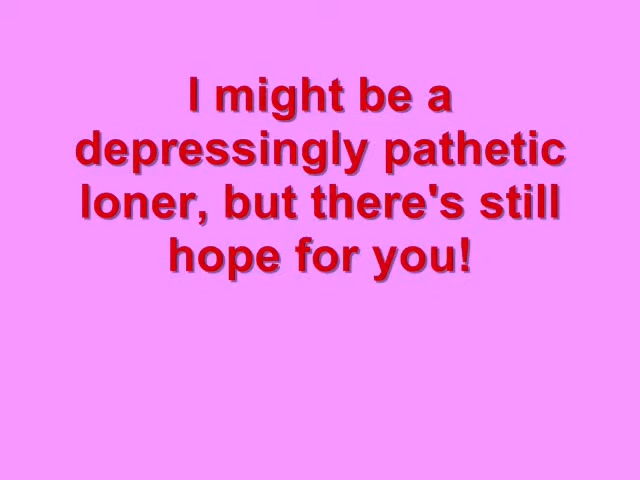 I might be a
depressingly pathetic
loner, but there's still
hope for you!